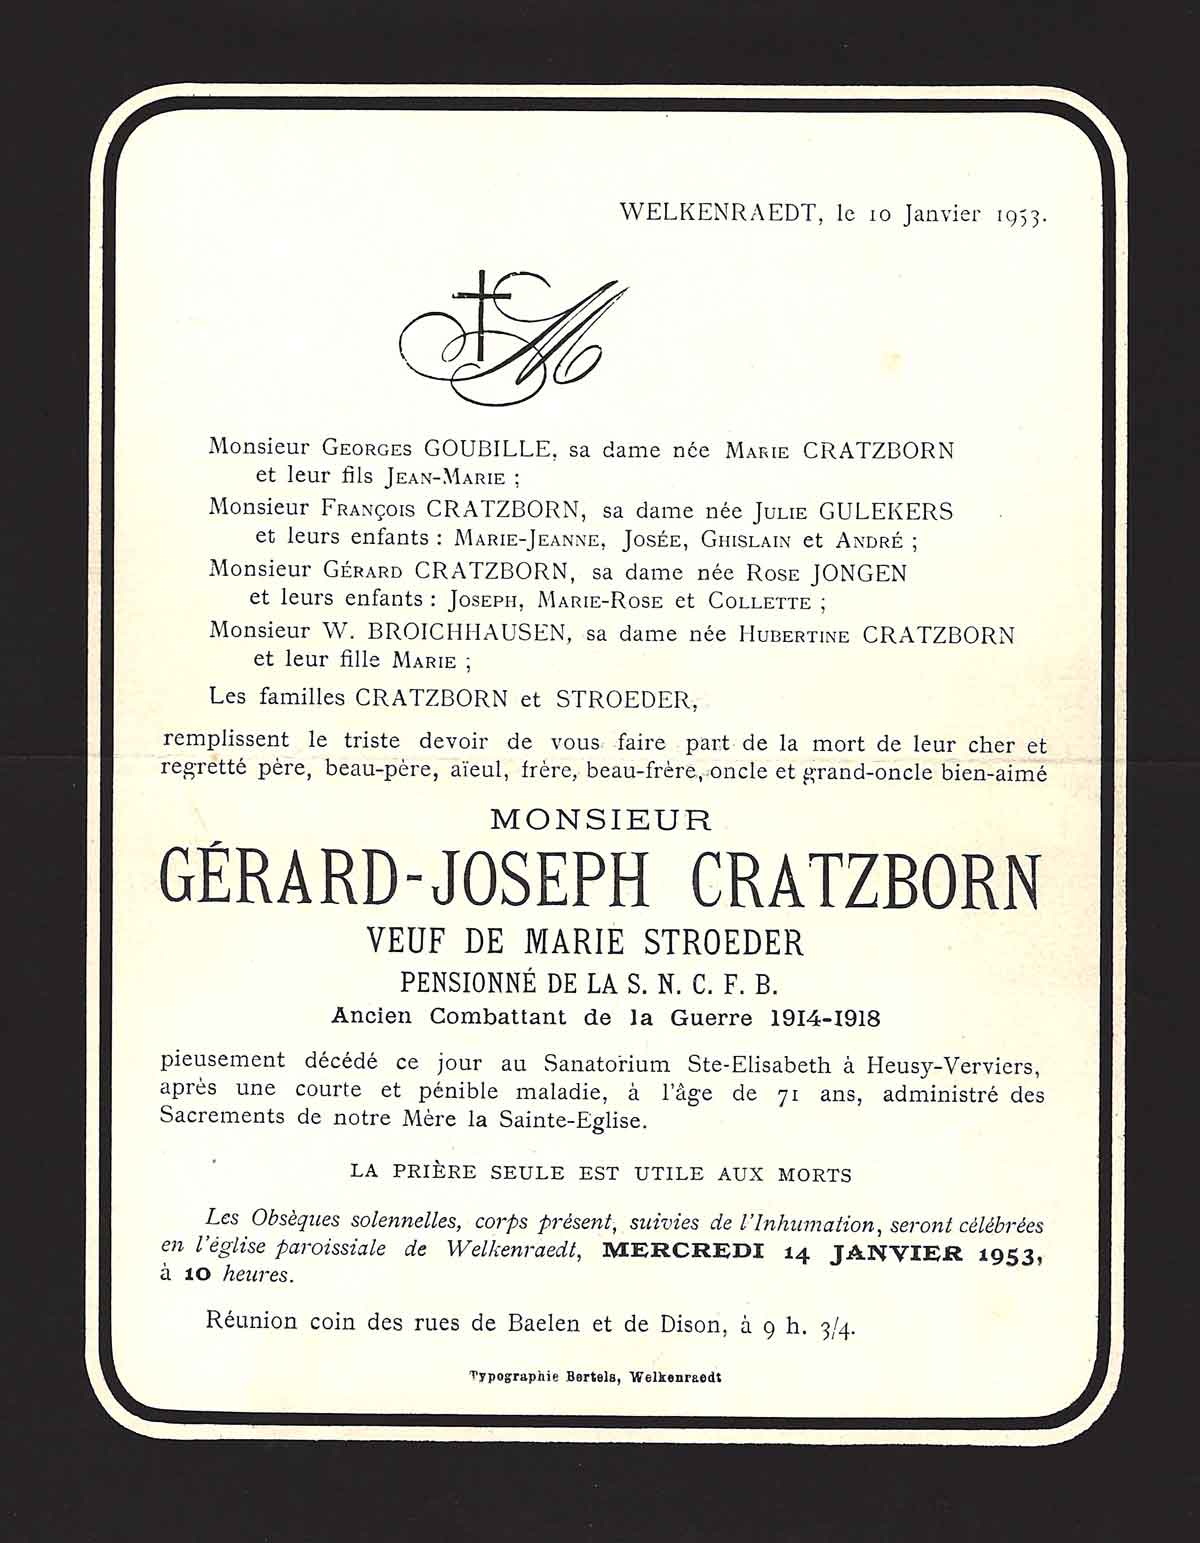 WELKENRAEDT, le 10 Janvier 1953.
M
Monsieur GEORGES GOUBILLE, sa dame née MARIE CRATZBORN
et leur fils JEAN-MARIE ;
Monsieur FRANÇOIS CRATZBORN, sa dame née JULIE GULEKERS
et leurs enfants : MARIE-JEANNE, JOSÉE, GHISLAIN et ANDRÉ ;
Monsieur GÉRARD CRATZBORN, sa dame née ROSE JONGEN
et leurs enfants : JOSEPH, MARIE-ROSE et COLLETTE ;
Monsieur W. BROICHHAUSEN, sa dame née HUBERTINE CRATZBORN
et leur fille MARIE ;
Les familles CRATZBORN et STROEDER,
remplissent le triste devoir de vous faire part de la mort de leur cher et
regretté père, beau-père, aïeul, frère, beau-frère, oncle et grand-oncle bien-aimé
MONSIEUR
GÉRARD-JOSEPH CRATZBORN
VEUF DE MARIE STROEDER
PENSIONNÉ DE LA S. N. C. F. B.
Ancien Combattant de la Guerre 1914-1918
pieusement décédé ce jour au Sanatorium Ste-Elisabeth à Heusy-Verviers,
après une courte et pénible maladie, à l'âge de 71 ans, administré des
Sacrements de notre Mère la Sainte-Eglise.
LA PRIÈRE SEULE EST UTILE AUX MORTS
Les Obsèques solennelles, corps présent, suivies de l'Inhumation, seront célébrées
en l'église paroissiale de Welkenraedt, MERCREDI 14 JANVIER 1953,
à 10 heures.
Réunion coin des rues de Baelen et de Dison, à 9 h. 3/4.
Typographie Bertels, Welkenraedt